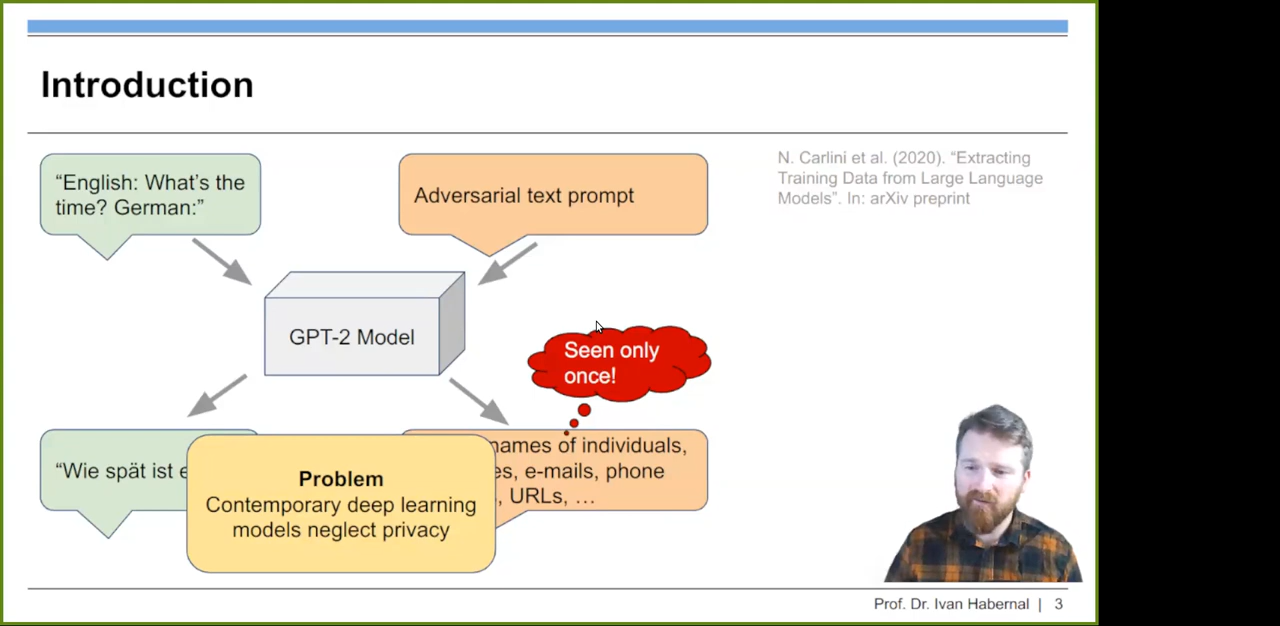 Introduction
“English: What’s the
time? German:”
Adversarial text prompt
N. Carlini et al. (2020). “Extracting
Training Data from Large Language
Models”. In: arXiv preprint
GPT-2 Model
Seen only
once!
“Wie spät ist e
names of individuals,
es, e-mails, phone
, URLs, …
Problem
Contemporary deep learning
models neglect privacy
Prof. Dr. Ivan Habernal | 3